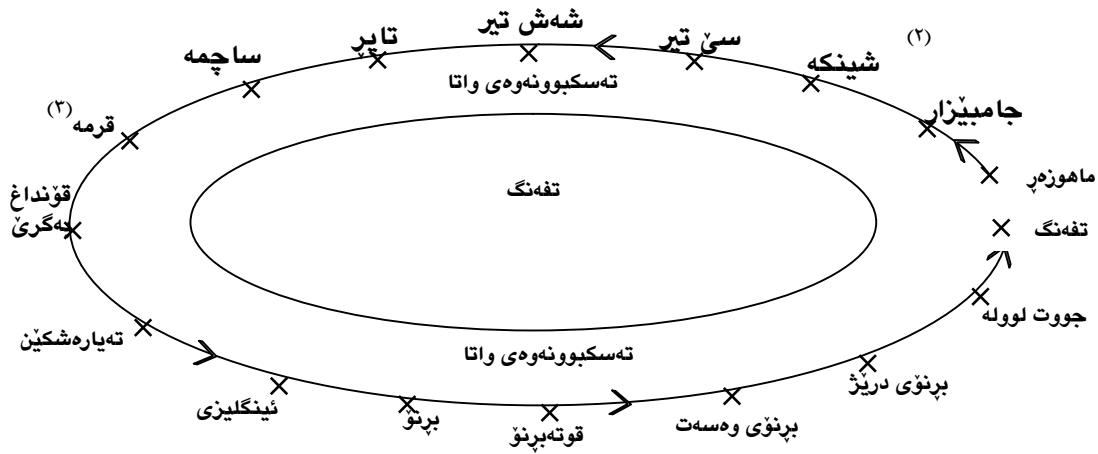 شەش تیر
سێ تیر
تاپڕ
(٢)
شینکە
ساچمە
تەسکبوونەوەی واتا
(٣)
جامبێزار
قرمە
ماهوزەڕ
تفەنگ
قۆنداغ
دەگرێ
تفەنگ
جووت لوولە
تەیارەشکێن
تەسکبوونەوەی واتا
بڕنۆی درێژ
ئینگلیزی
بڕنۆ
قوتەبڕنۆ
بڕنۆی وەسەت